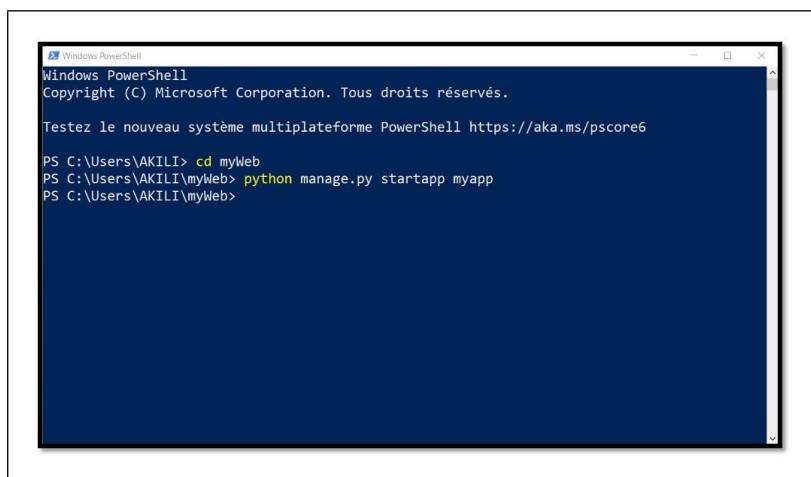 Windows PowerShell
Windows PowerShell
Copyright (C) Microsoft Corporation. Tous droits réservés.
Testez le nouveau système multiplateforme PowerShell https://aka.ms/pscore6
PS C:\Users\AKILI> cd myWeb
PS C:\Users\AKILI\myWeb> python manage.py startapp myapp
PS C:\Users\AKILI\myWeb>